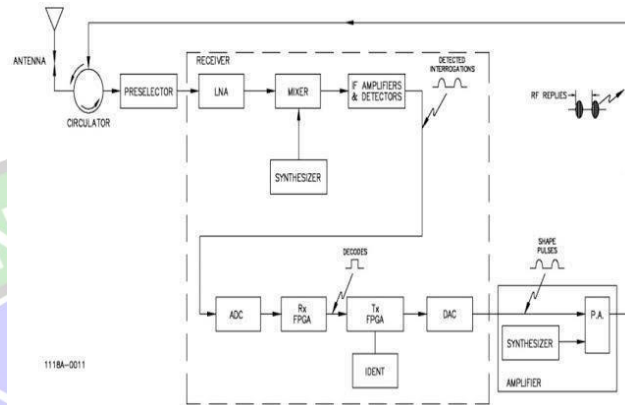 ANTENNA
CIRCULATOR
PRESELECTOR
RECEIVER
LNA
MIXER
IF AMPLIFIERS
& DETECTORS
DETECTED
INTERROGATIONS
SYNTHESIZER
RF REPLIES
DECODES
ADC
Rx
FPGA
Tx
FPGA
DAC
IDENT
SHAPE
PULSES
SYNTHESIZER
P.A.
AMPLIFIER
1118A-0011